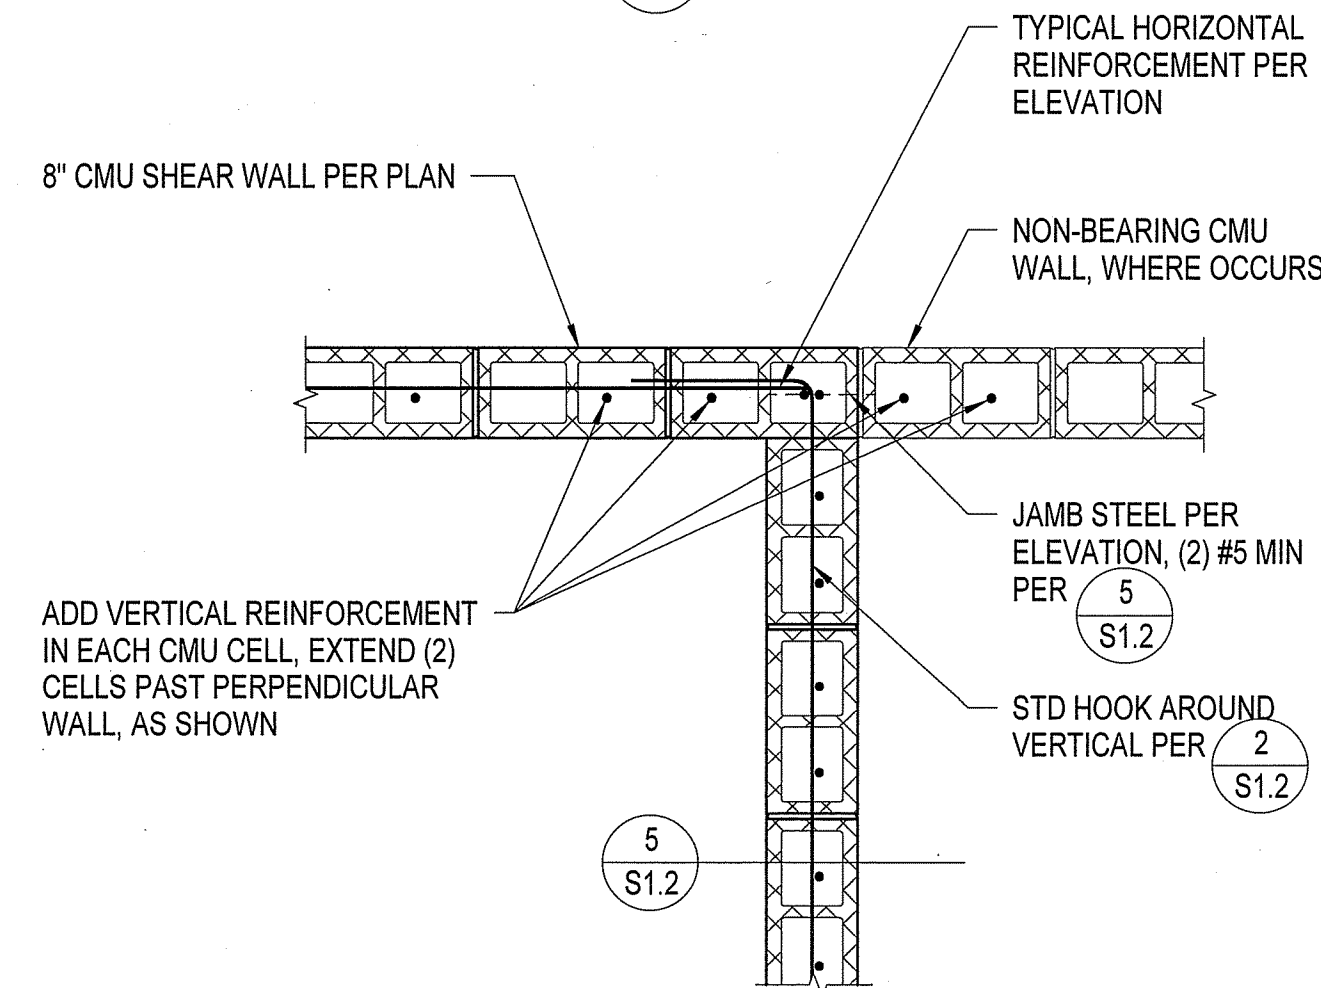 TYPICAL HORIZONTAL
REINFORCEMENT PER
ELEVATION
8" CMU SHEAR WALL PER PLAN
NON-BEARING CMU
WALL, WHERE OCCURS
JAMB STEEL PER
ELEVATION, (2) #5 MIN
PER 5
S1.2
ADD VERTICAL REINFORCEMENT
IN EACH CMU CELL, EXTEND (2)
CELLS PAST PERPENDICULAR
WALL, AS SHOWN
STD HOOK AROUND
VERTICAL PER 2
S1.2
5
S1.2